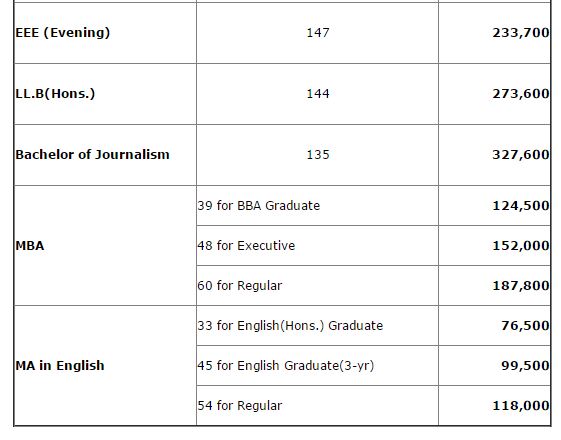 EEE (Evening) 147 233,700
LL.B(Hons.) 144 273,600
Bachelor of Journalism 135 327,600
MBA
39 for BBA Graduate 124,500
48 for Executive 152,000
60 for Regular 187,800
MA in English
33 for English(Hons.) Graduate 76,500
45 for English Graduate(3-yr) 99,500
54 for Regular 118,000